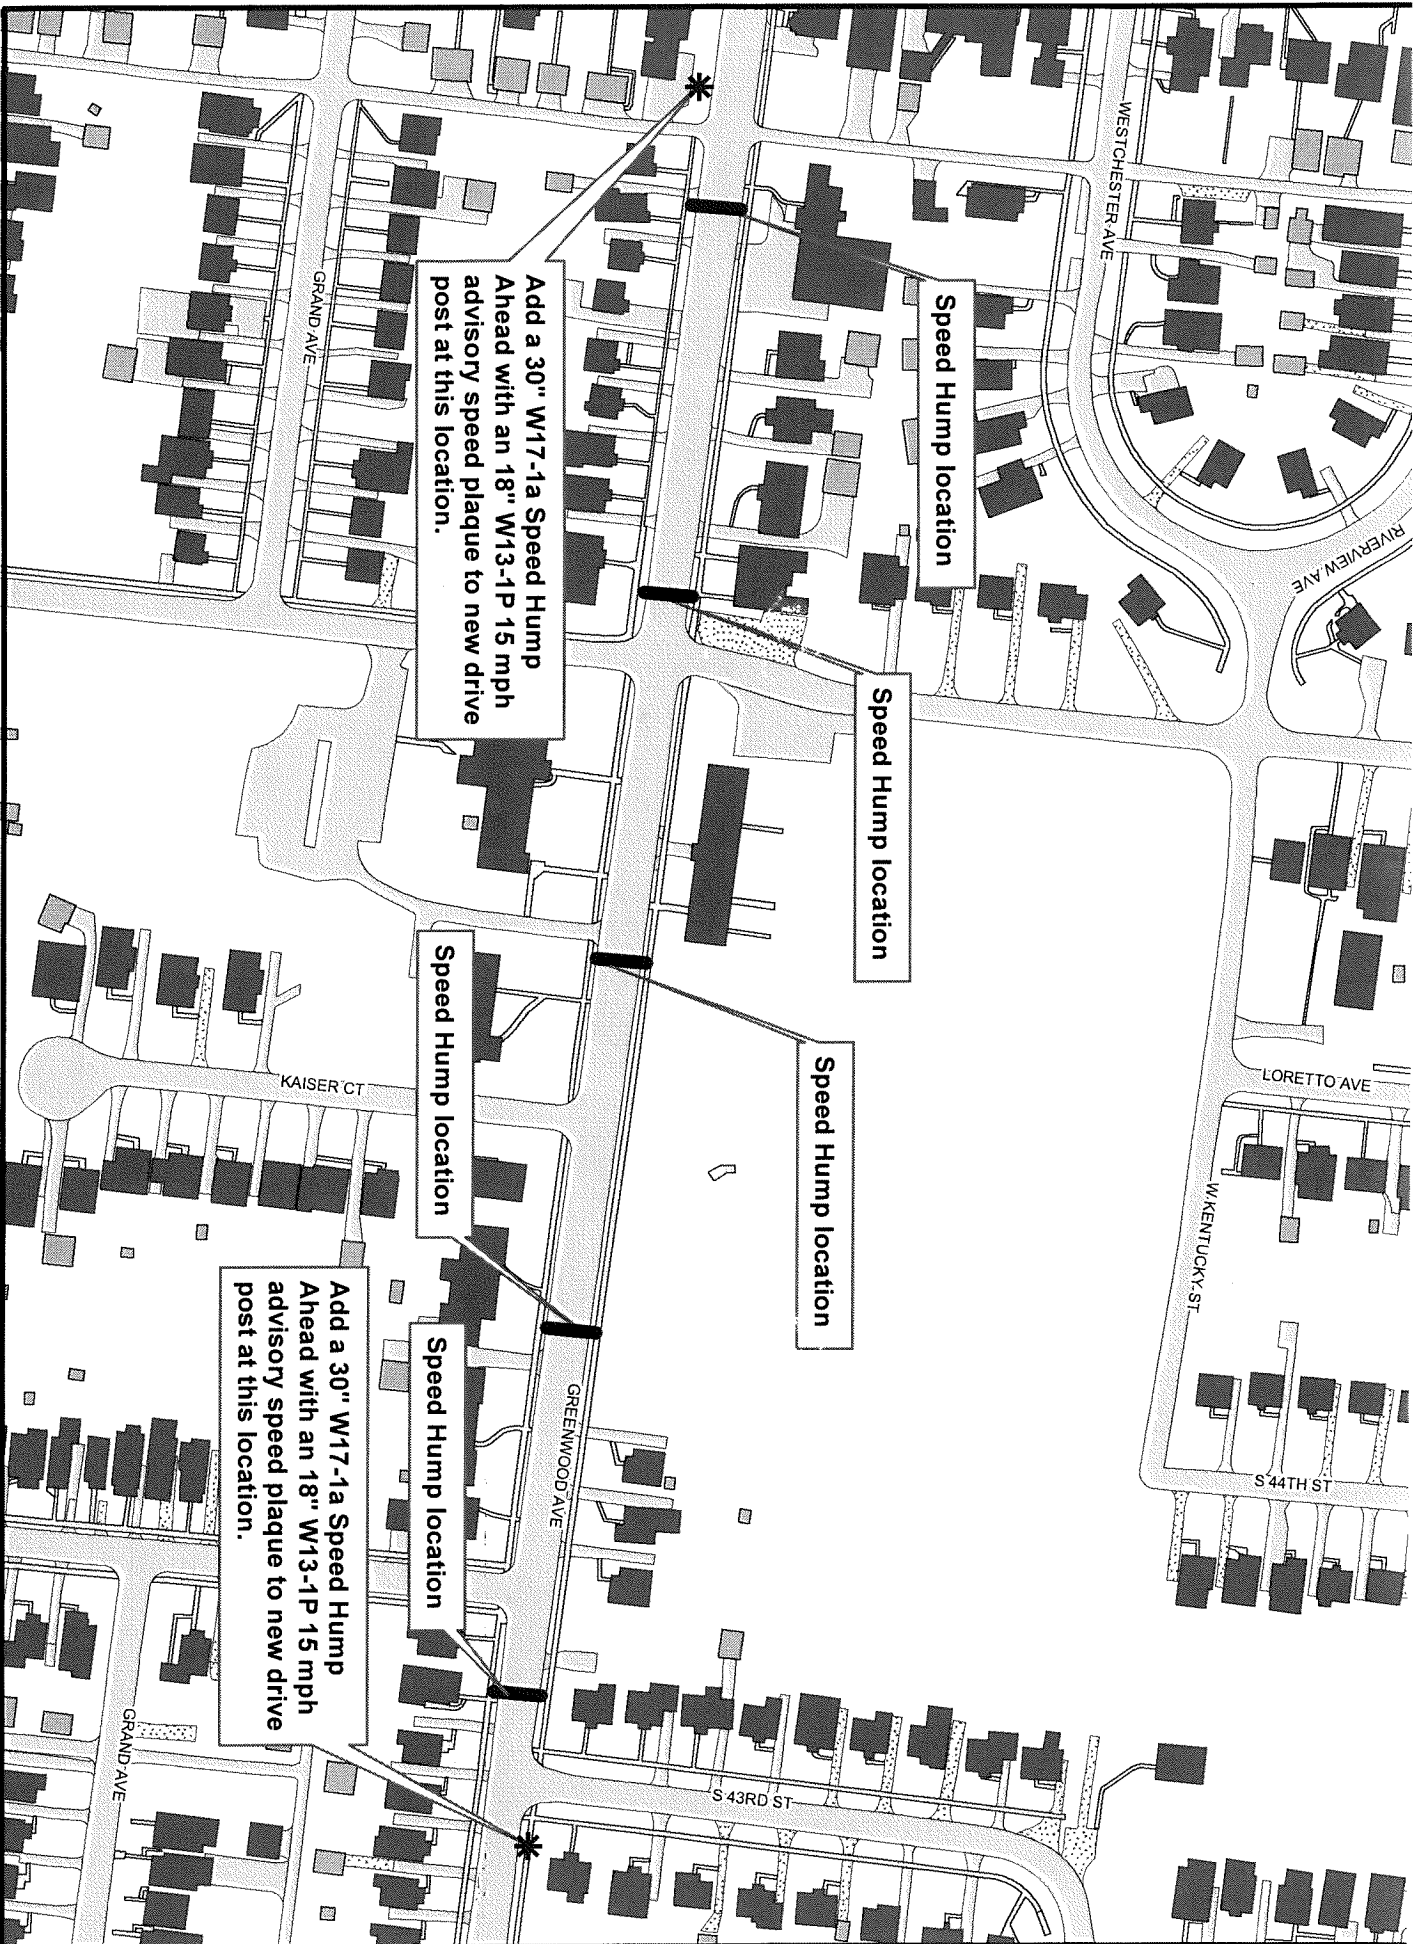 WESTCHESTER AVE
RIVERVIEW AVE
LORETTO AVE
W KENTUCKY ST
S 44TH ST
Speed Hump location
Speed Hump location
Speed Hump location
Add a 30" W17-1a Speed Hump
Ahead with an 18" W13-1P 15 mph
advisory speed plaque to new drive
post at this location.
GRAND AVE
KAISER CT
Speed Hump location
GREENWOOD AVE
Speed Hump location
Add a 30" W17-1a Speed Hump
Ahead with an 18" W13-1P 15 mph
advisory speed plaque to new drive
post at this location.
S 43RD ST
GRAND AVE